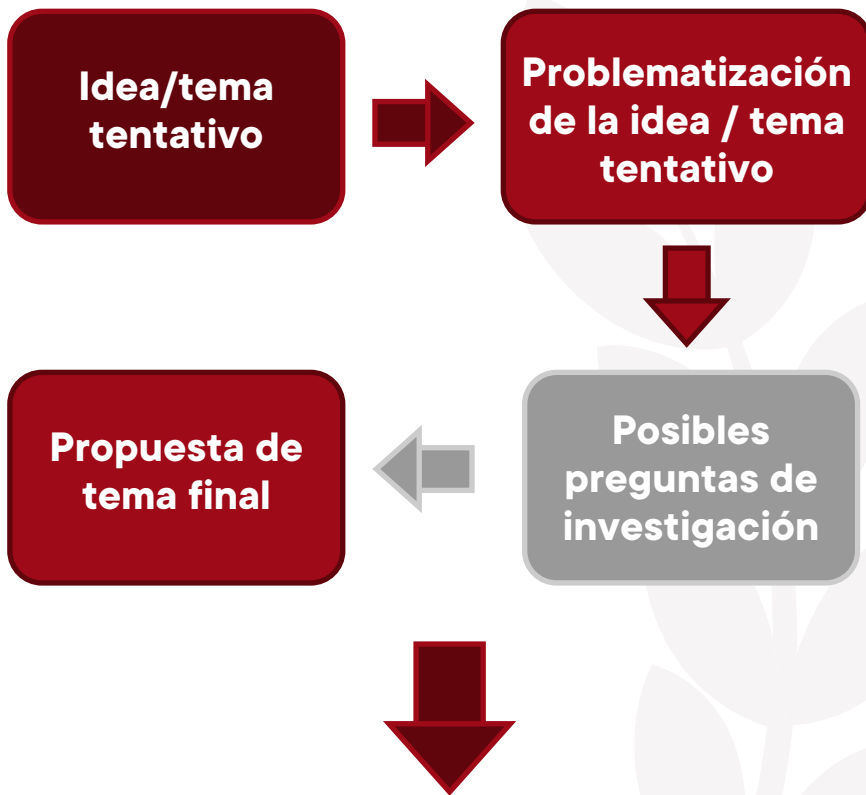 Idea/tema
tentativo
Problematización
de la idea / tema
tentativo
Posibles
preguntas de
investigación
Propuesta de
tema final